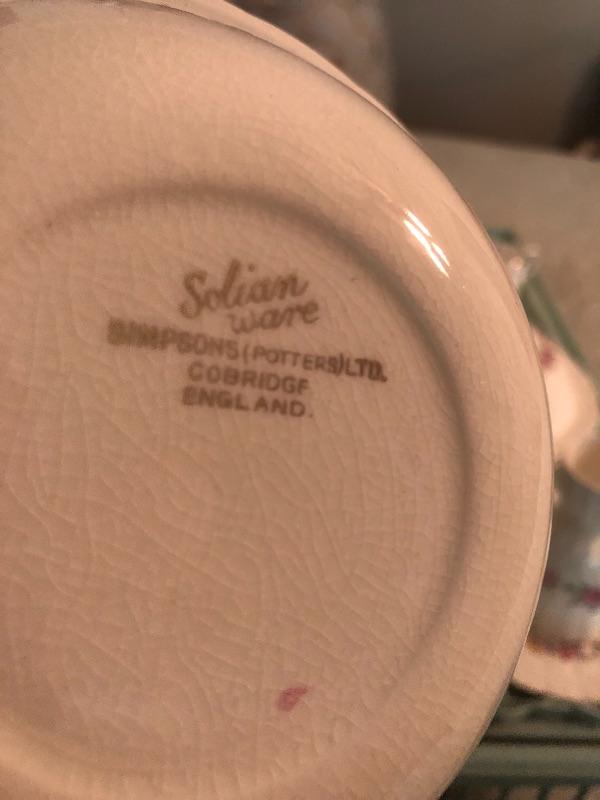 Solian
ware
SIMPSONS (POTTERS) LTD.
COBRIDGE
ENGLAND.